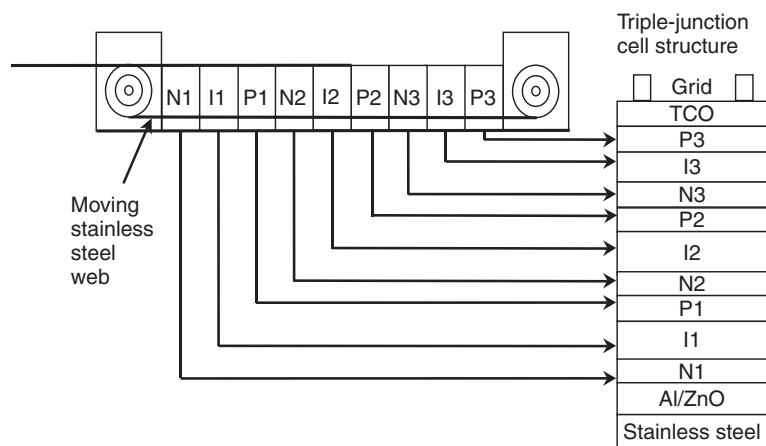 Triple-junction
cell structure
N1 I1 P1 N2 I2 P2 N3 I3 P3
Moving
stainless
steel
web
Grid
TCO
P3
I3
N3
P2
I2
N2
P1
I1
N1
Al/ZnO
Stainless steel